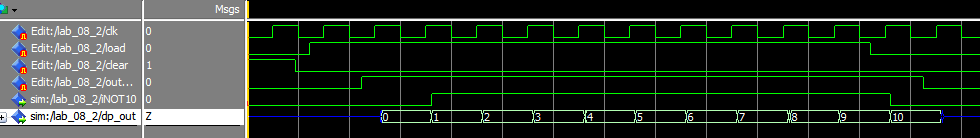 Msgs
Edit:/lab_08_2/clk 0
Edit:/lab_08_2/load 0
Edit:/lab_08_2/clear 1
Edit:/lab_08_2/out... 0
sim:/lab_08_2/iNOT10 0
sim:/lab_08_2/dp_out Z 0 1 2 3 4 5 6 7 8 9 10